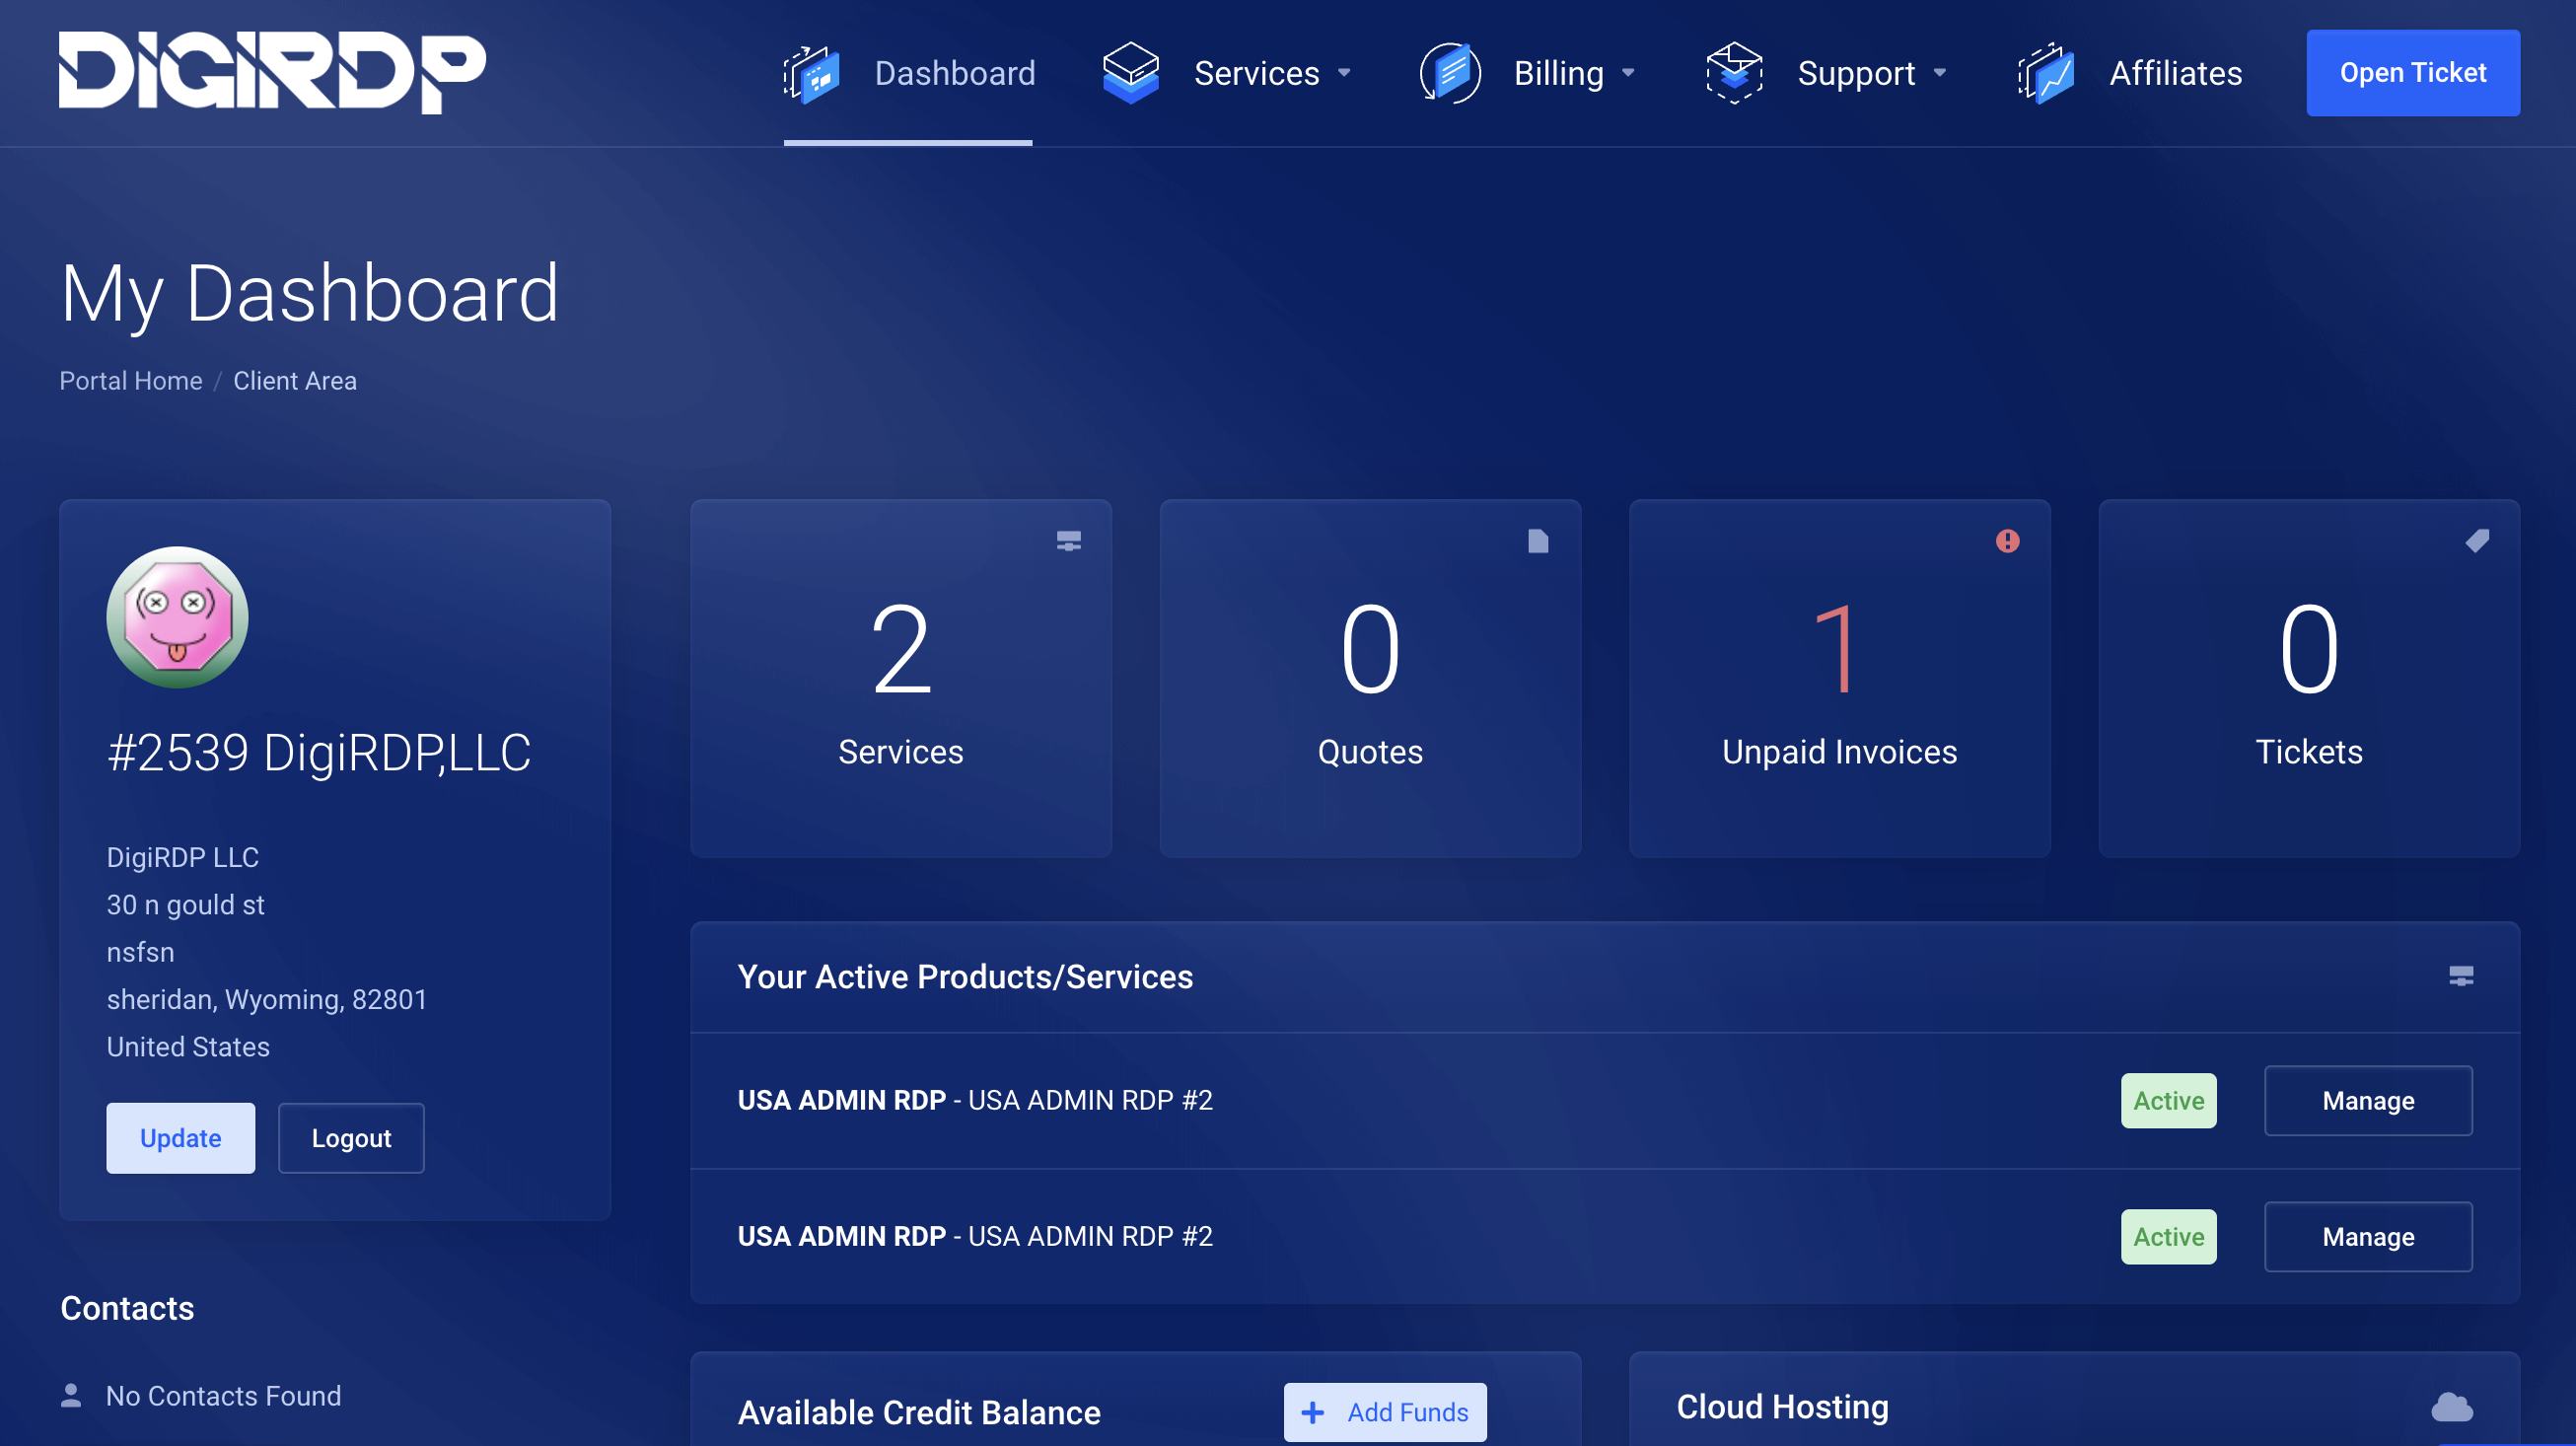 DIGIRDP
Dashboard
Services
Billing
Support
Affiliates
Open Ticket
My Dashboard
Portal Home / Client Area
#2539 DigiRDP,LLC
DigiRDP LLC
30 n gould st
nsfsn
sheridan, Wyoming, 82801
United States
Update
Logout
Contacts
No Contacts Found
2
Services
0
Quotes
1
Unpaid Invoices
0
Tickets
Your Active Products/Services
USA ADMIN RDP - USA ADMIN RDP #2
Active
Manage
USA ADMIN RDP - USA ADMIN RDP #2
Active
Manage
Available Credit Balance
+ Add Funds
Cloud Hosting